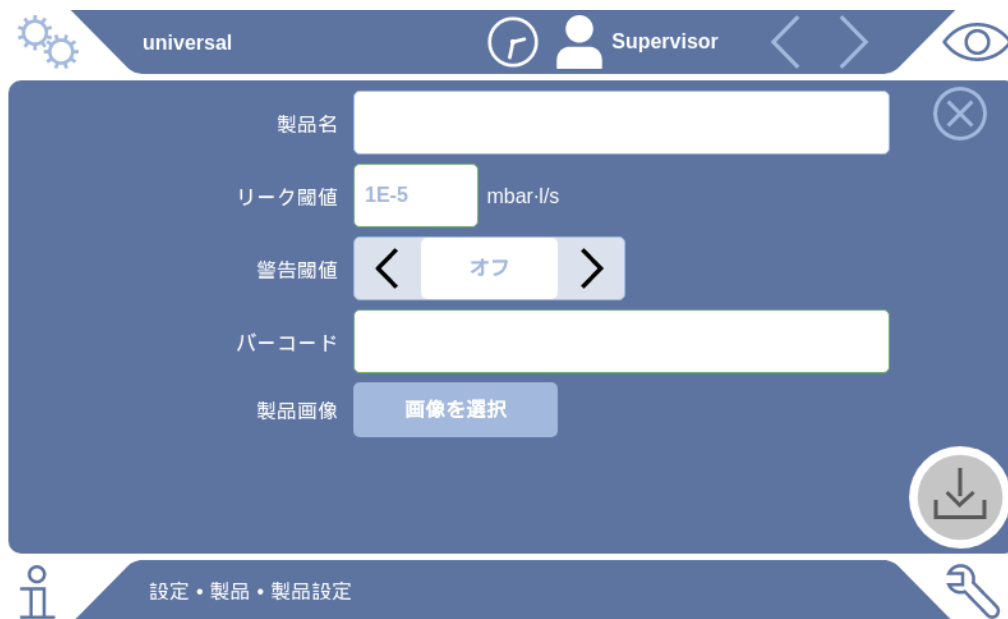 universal
Supervisor
製品名
リーク閾値
1E-5
mbar·l/s
警告閾値
オフ
バーコード
製品画像
画像を選択
設定・製品・製品設定